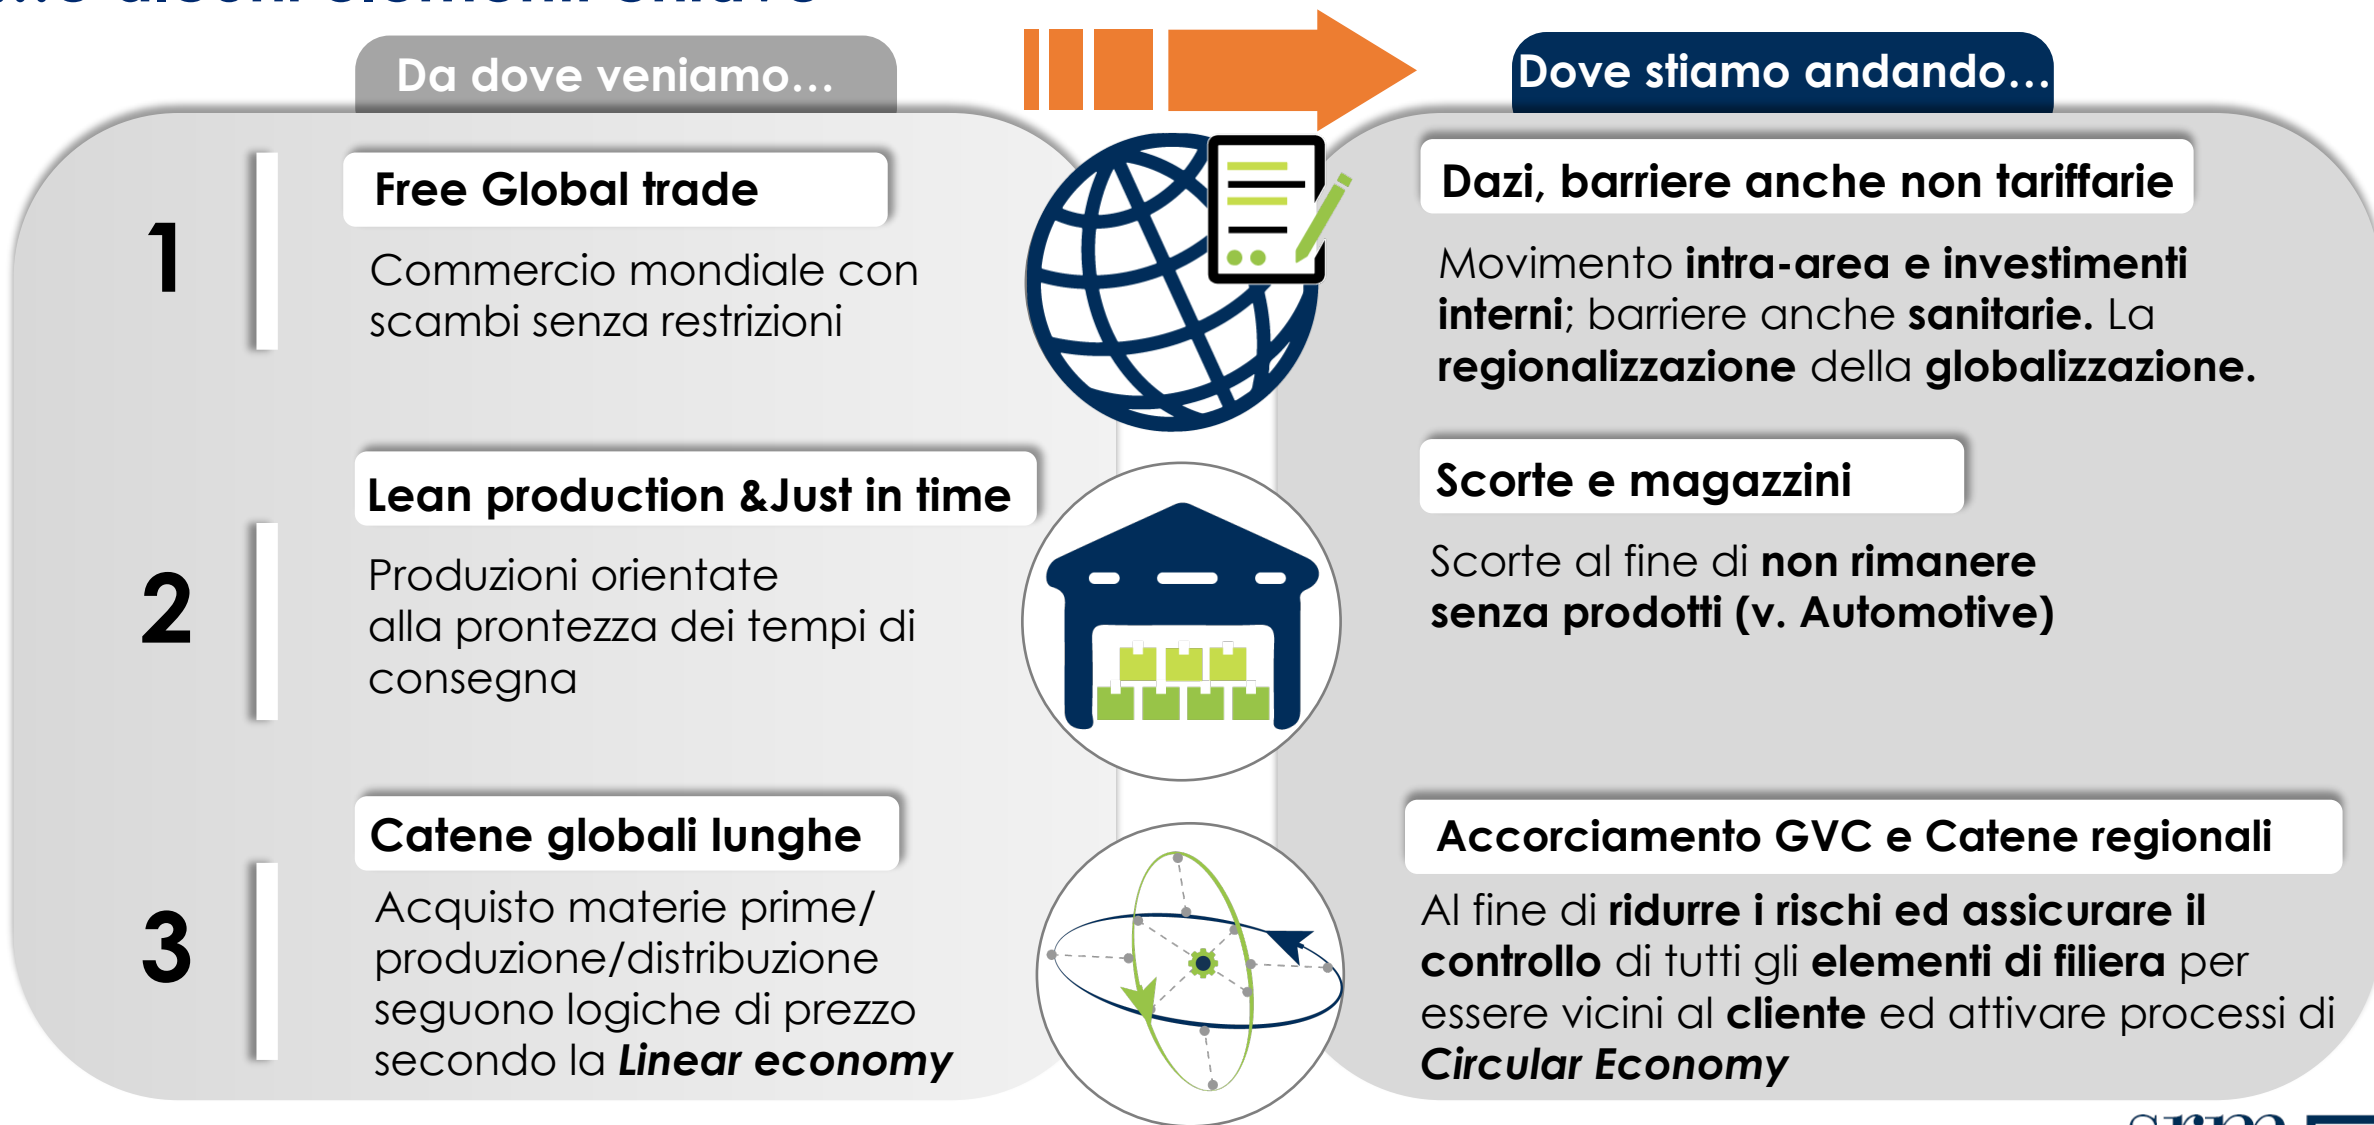 Da dove veniamo...
Dove stiamo andando...
1
Free Global trade
Commercio mondiale con
scambi senza restrizioni
Dazi, barriere anche non tariffarie
Movimento intra-area e investimenti
interni; barriere anche sanitarie. La
regionalizzazione della globalizzazione.
2
Lean production &Just in time
Produzioni orientate
alla prontezza dei tempi di
consegna
Scorte e magazzini
Scorte al fine di non rimanere
senza prodotti (v. Automotive)
3
Catene globali lunghe
Acquisto materie prime/
produzione/distribuzione
seguono logiche di prezzo
secondo la Linear economy
Accorciamento GVC e Catene regionali
Al fine di ridurre i rischi ed assicurare il
controllo di tutti gli elementi di filiera per
essere vicini al cliente ed attivare processi di
Circular Economy